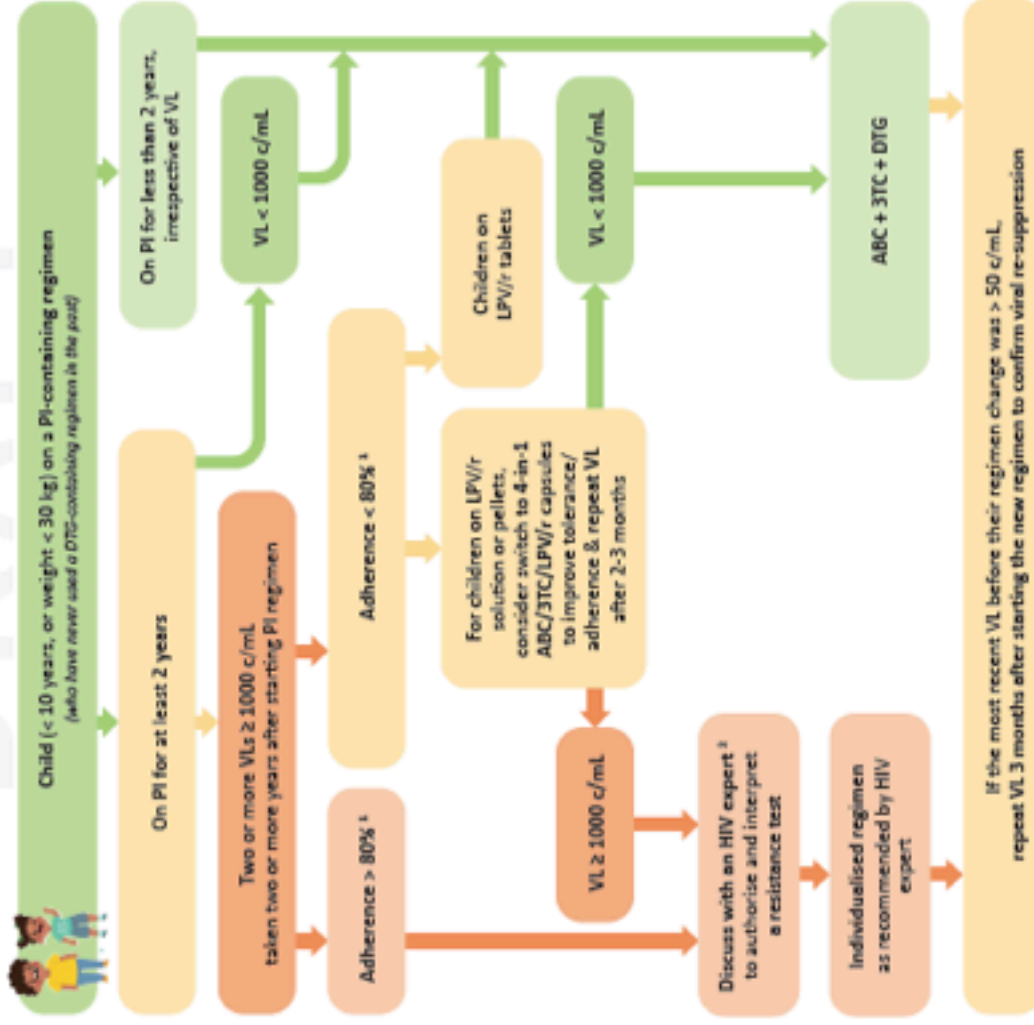 Child (< 10 years, or weight < 30 kg) on a PI-containing regimen
(who have never used a DTG-containing regimen in the past)
On PI for at least 2 years
On PI for less than 2 years,
irrespective of VL
Two or more VLs ≥ 1000 c/mL
taken two or more years after starting PI regimen
VL < 1000 c/mL
Adherence > 80% ¹
Adherence < 80% ¹
For children on LPV/r
solution or pellets,
consider switch to 4-in-1
ABC/3TC/LPV/r capsules
to improve tolerance/
adherence & repeat VL
after 2-3 months
Children on
LPV/r tablets
VL ≥ 1000 c/mL
VL < 1000 c/mL
Discuss with an HIV expert ²
to authorise and interpret
a resistance test
Individualised regimen
as recommended by HIV
expert
ABC + 3TC + DTG
If the most recent VL before their regimen change was > 50 c/mL,
repeat VL 3 months after starting the new regimen to confirm viral re-suppression